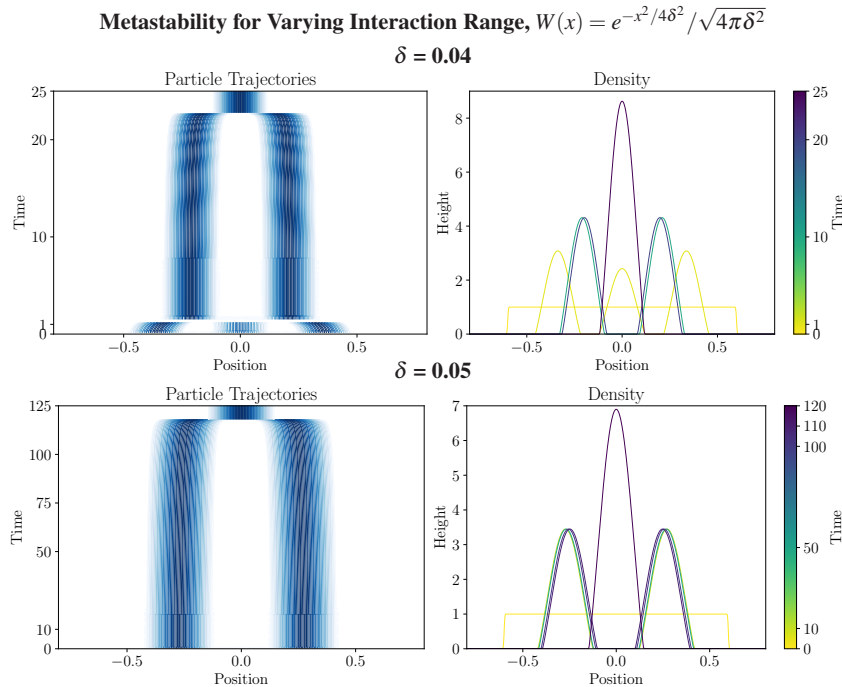 Metastability for Varying Interaction Range, W(x) = e^{-x^2/4δ^2}/√(4πδ^2)
δ = 0.04
Particle Trajectories
Density
25
20
10
1
0
Time
−0.5
0.0
0.5
Position
8
6
4
2
0
Height
−0.5
0.0
0.5
Position
25
20
10
1
0
Time
δ = 0.05
Particle Trajectories
Density
125
100
50
10
0
Time
−0.5
0.0
0.5
Position
7
6
5
4
3
2
1
0
Height
−0.5
0.0
0.5
Position
120
100
50
10
0
Time